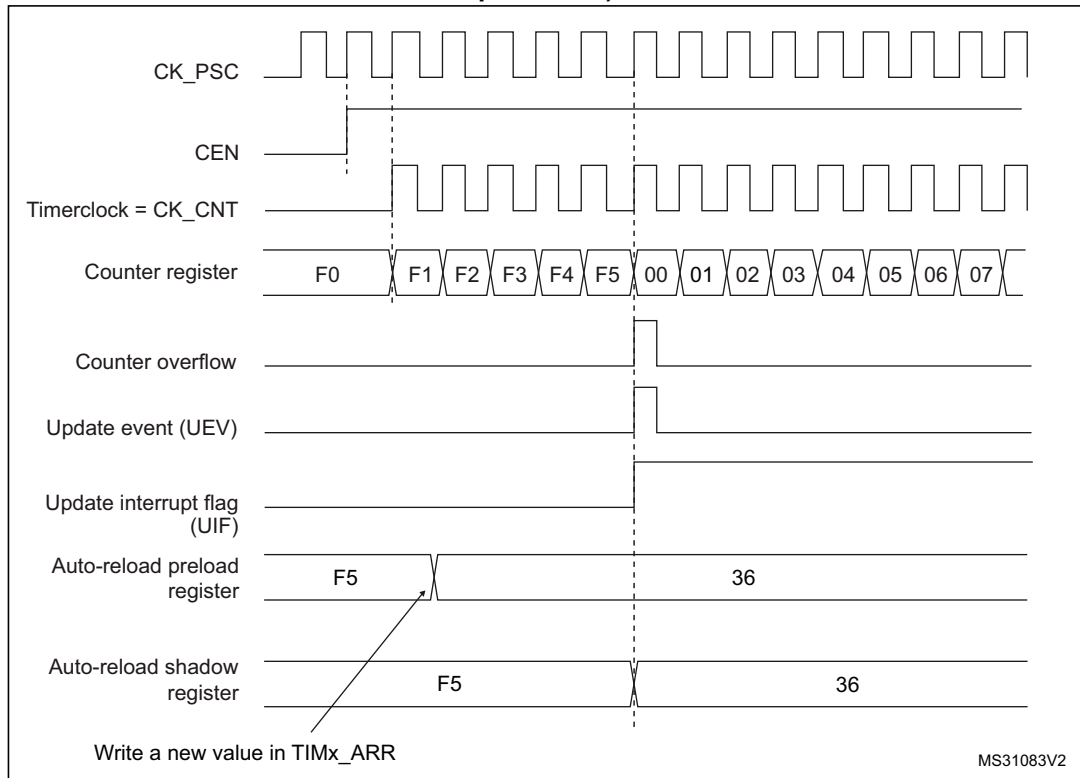 CK_PSC
CEN
Timerclock = CK_CNT
Counter register F0 F1 F2 F3 F4 F5 00 01 02 03 04 05 06 07
Counter overflow
Update event (UEV)
Update interrupt flag
(UIF)
Auto-reload preload
register
F5 36
Auto-reload shadow
register
F5 36
Write a new value in TIMx_ARR
MS31083V2